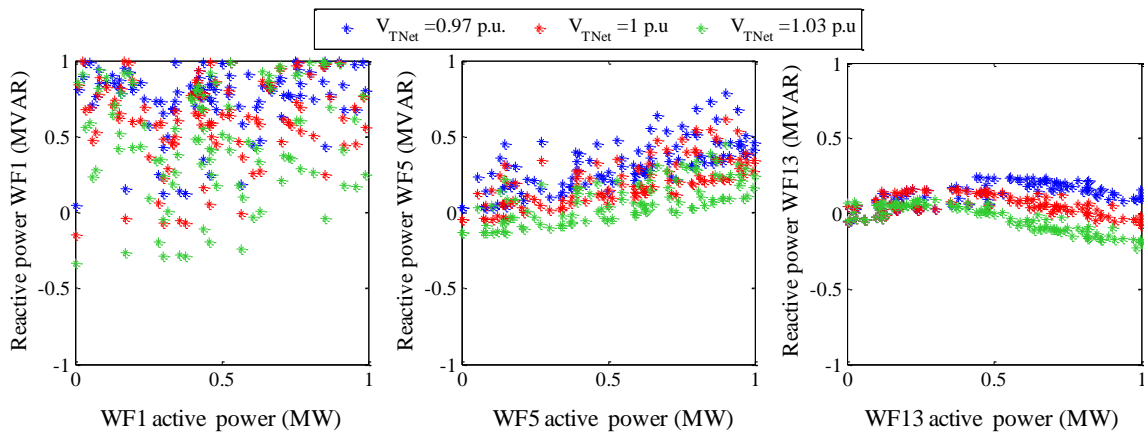 V_TNet =0.97 p.u. V_TNet =1 p.u V_TNet =1.03 p.u
Reactive power WF1 (MVAR)
1
0.5
0
-0.5
-1
0 0.5 1
WF1 active power (MW)
Reactive power WF5 (MVAR)
1
0.5
0
-0.5
-1
0 0.5 1
WF5 active power (MW)
Reactive power WF13 (MVAR)
1
0.5
0
-0.5
-1
0 0.5 1
WF13 active power (MW)